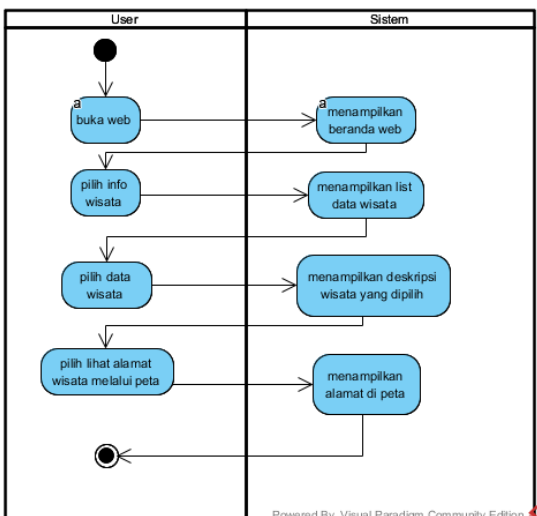 User
Sistem
a
buka web
a
menampilkan
beranda web
pilih info
wisata
menampilkan list
data wisata
pilih data
wisata
menampilkan deskripsi
wisata yang dipilih
pilih lihat alamat
wisata melalui peta
menampilkan
alamat di peta
Powered By Visual Paradigm Community Edition